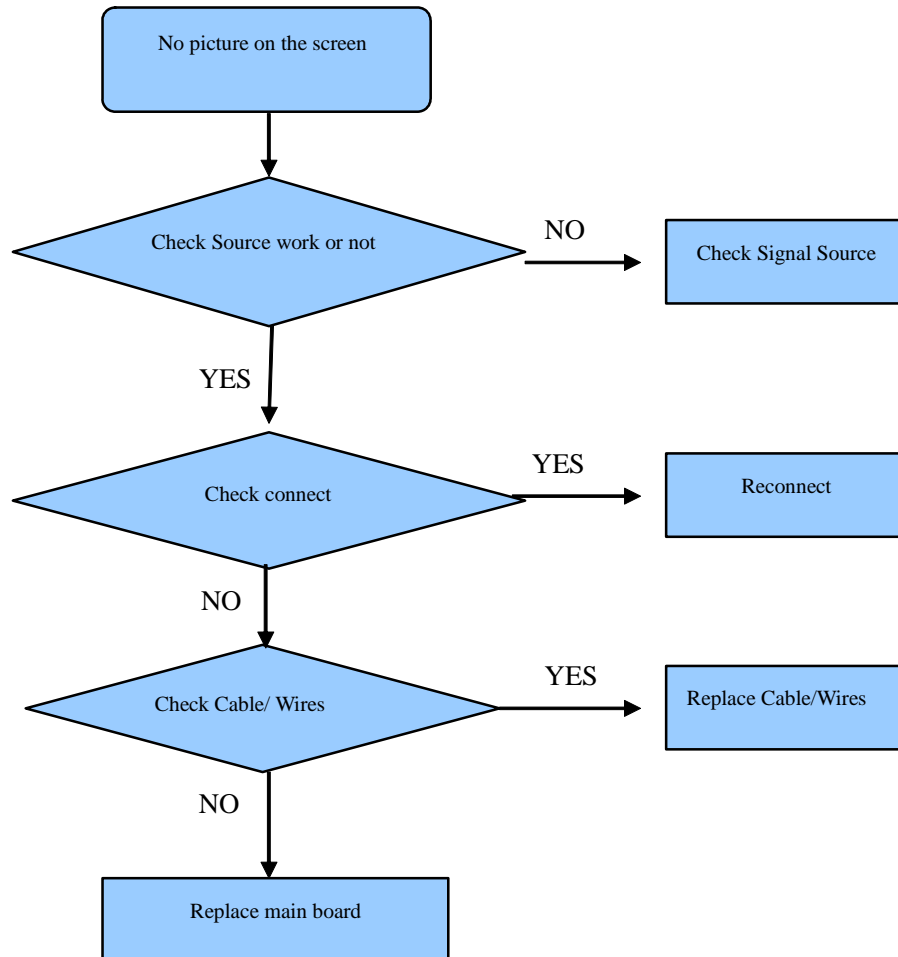 No picture on the screen
Check Source work or not
NO
Check Signal Source
YES
Check connect
YES
Reconnect
NO
Check Cable/ Wires
YES
Replace Cable/Wires
NO
Replace main board